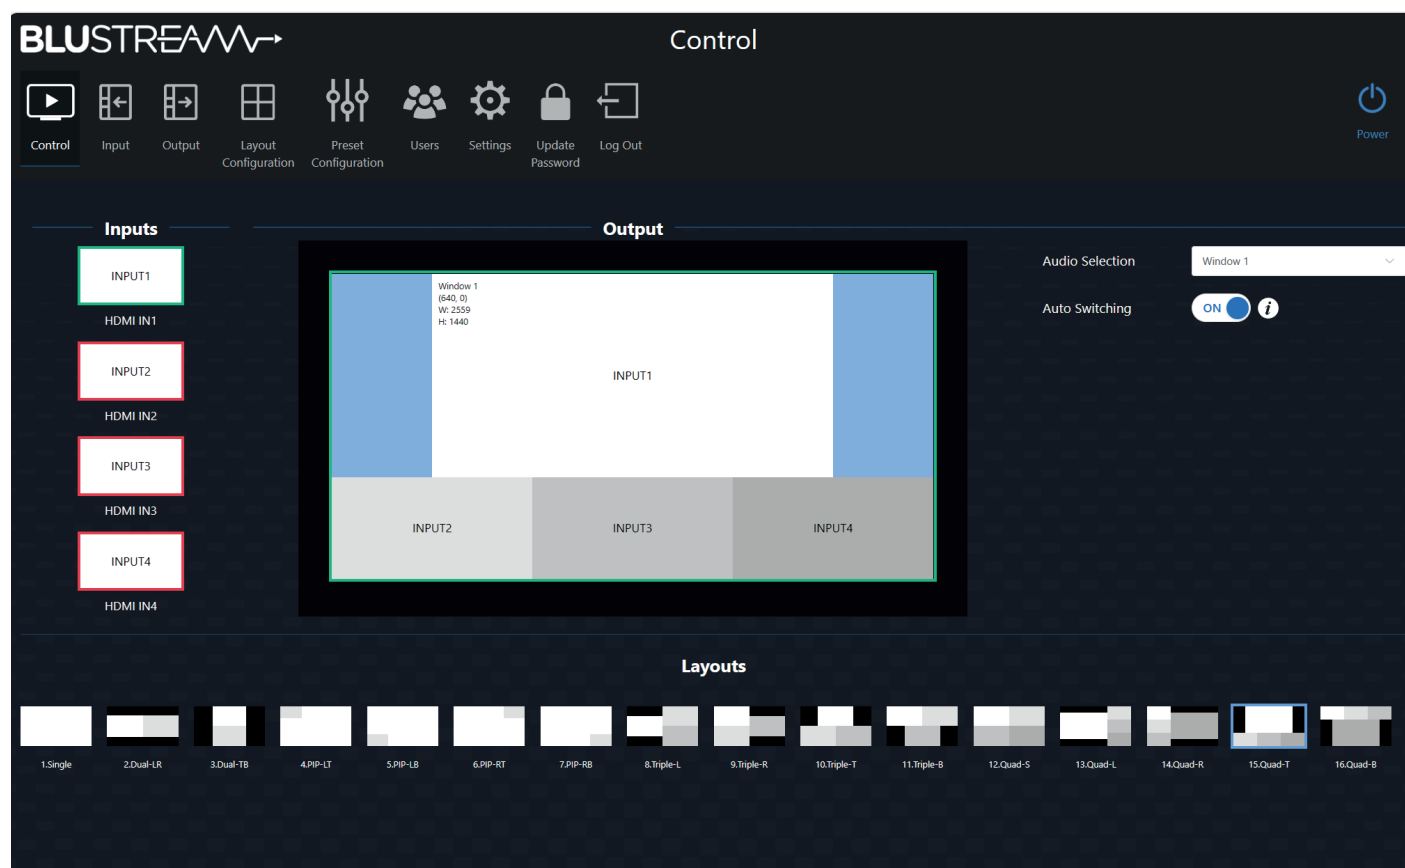 BLUSTREAM
Control
Control
Input
Output
Layout
Configuration
Preset
Configuration
Users
Settings
Update
Password
Log Out
Power
Inputs
INPUT1
HDMI IN1
INPUT2
HDMI IN2
INPUT3
HDMI IN3
INPUT4
HDMI IN4
Output
Window 1
(640, 0)
W: 2559
H: 1440
INPUT1
INPUT2
INPUT3
INPUT4
Audio Selection
Window 1
Auto Switching
ON
i
Layouts
1.Single
2.Dual-LR
3.Dual-TB
4.PIP-LT
5.PIP-LB
6.PIP-RT
7.PIP-RB
8.Triple-L
9.Triple-R
10.Triple-T
11.Triple-B
12.Quad-S
13.Quad-L
14.Quad-R
15.Quad-T
16.Quad-B